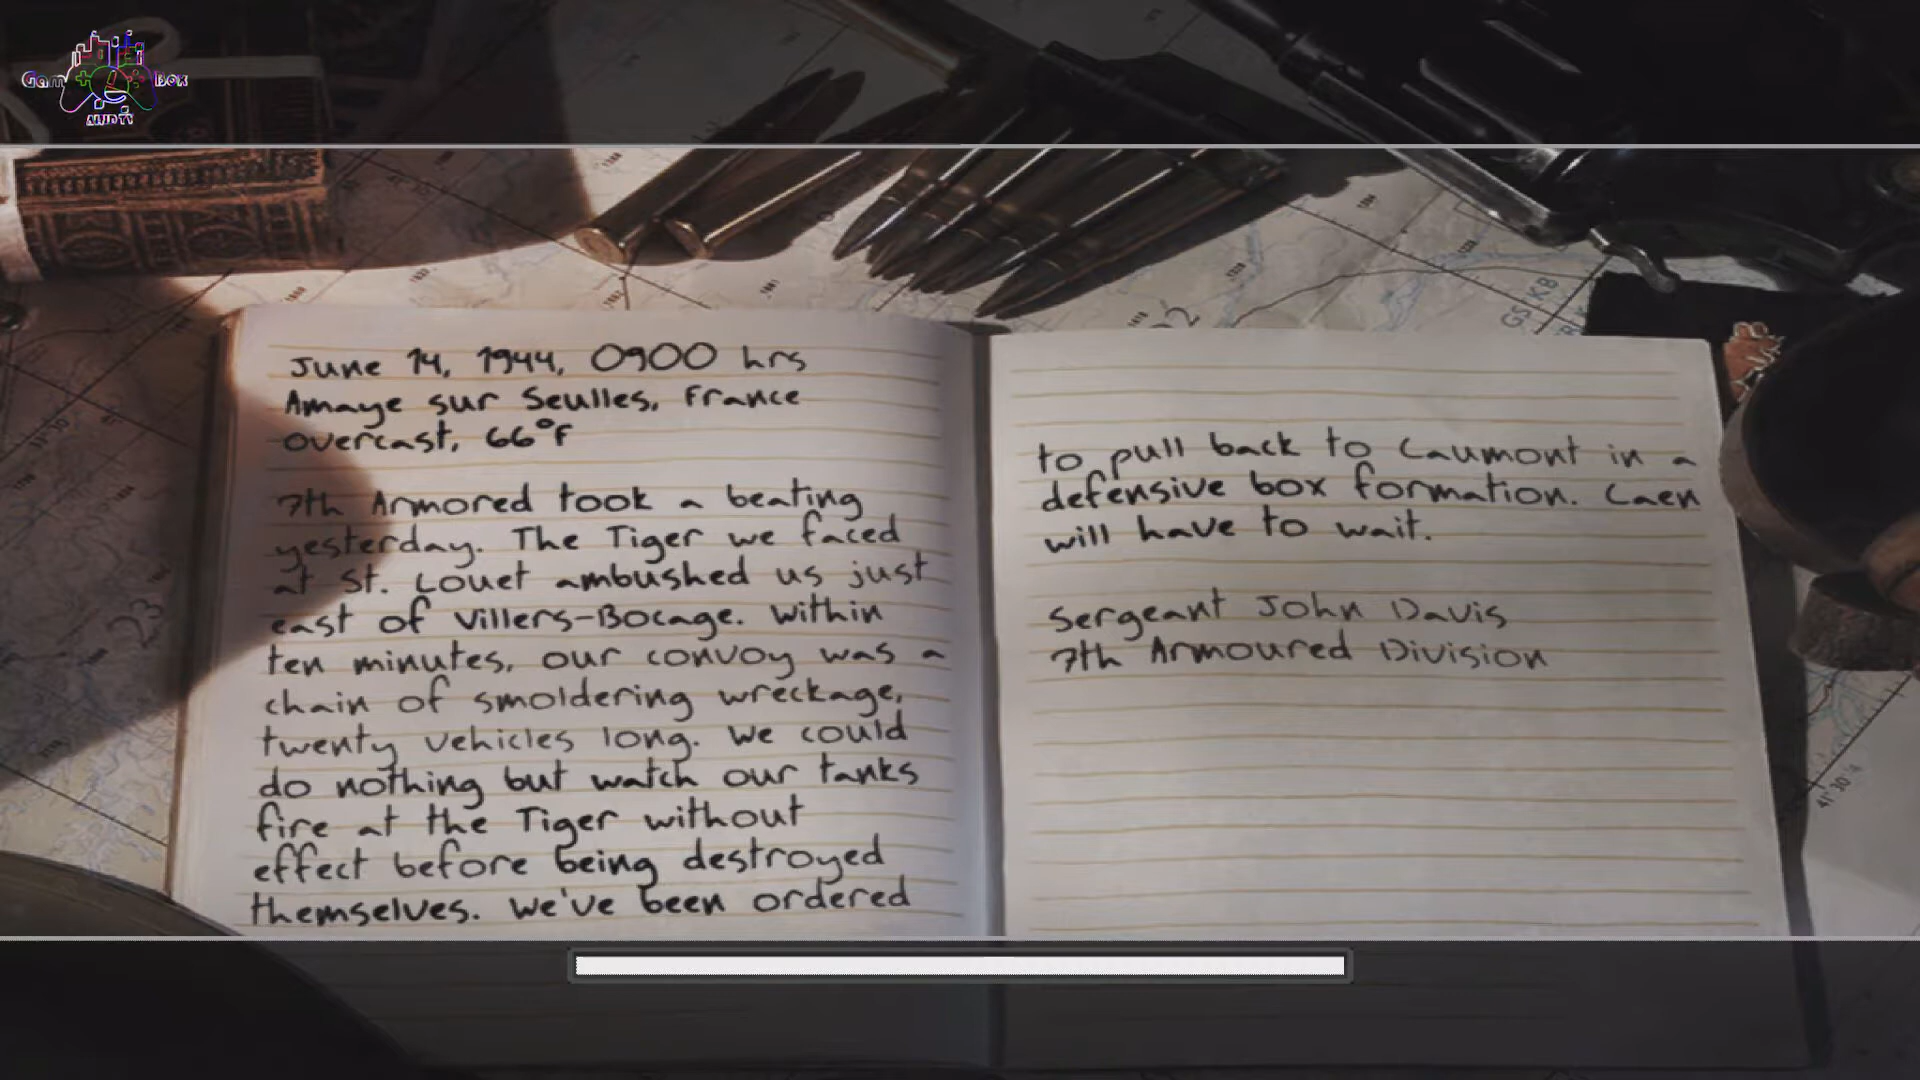 Gam Box
June 14, 1944, 0900 hrs
Amaye sur Seulles, France
Overcast, 66°F
7th Armored took a beating
yesterday. The Tiger we faced
at St. Louet ambushed us just
east of Villers-Bocage. Within
ten minutes, our convoy was a
chain of smoldering wreckage,
twenty vehicles long. We could
do nothing but watch our tanks
fire at the Tiger without
effect before being destroyed
themselves. We've been ordered
to pull back to Caumont in a
defensive box formation. Caen
will have to wait.
Sergeant John Davis
7th Armoured Division